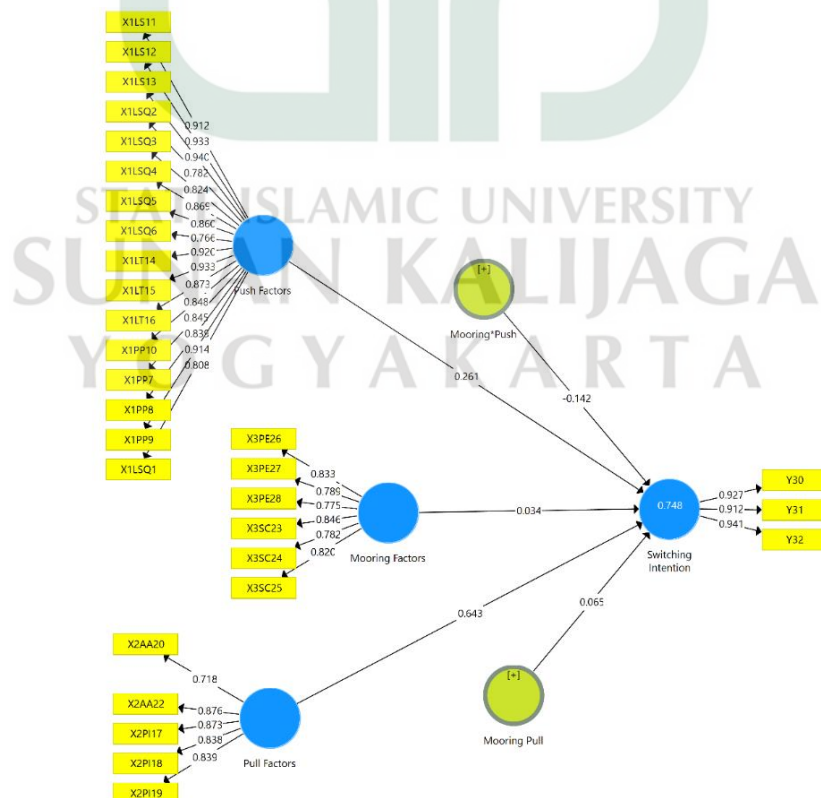 X1LS11
X1LS12
X1LS13
X1LSQ2
X1LSQ3
X1LSQ4
X1LSQ5
X1LSQ6
X1LT14
X1LT15
X1LT16
X1PP10
X1PP7
X1PP8
X1PP9
X1LSQ1
0.912
0.933
0.940
0.782
0.824
0.865
0.860
0.766
0.920
0.933
0.873
0.848
0.845
0.914
0.808
Push Factors
STATE ISLAMIC UNIVERSITY
SUNAN KALIJAGA
YOGYAKARTA
[+]
Mooring*Push
0.261
-0.142
X3PE26
X3PE27
X3PE28
X3SC23
X3SC24
X3SC25
0.833
0.789
0.775
0.846
0.782
0.820
Mooring Factors
0.034
0.748
Switching
Intention
0.927
0.912
0.941
Y30
Y31
Y32
0.643
0.065
X2AA20
0.718
X2AA22
X2PI17
X2PI18
X2PI19
0.876
0.873
0.838
0.839
Pull Factors
[+]
Mooring Pull